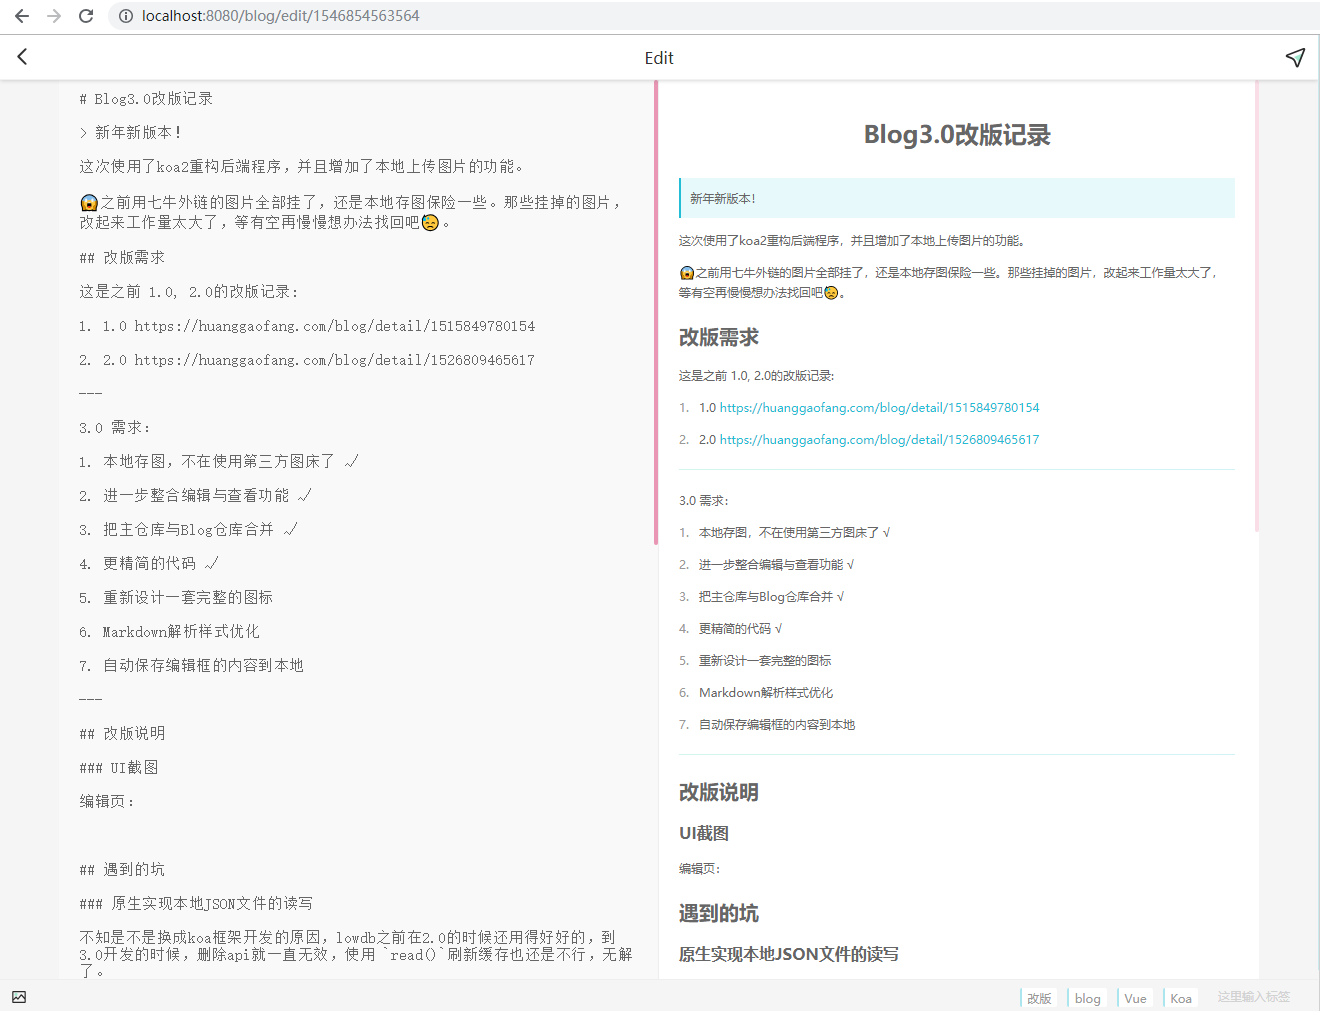 localhost:8080/blog/edit/1546854563564
Edit
# Blog3.0改版记录
> 新年新版本！
这次使用了koa2重构后端程序，并且增加了本地上传图片的功能。
😱之前用七牛外链的图片全部挂了，还是本地存图保险一些。那些挂掉的图片，
改起来工作量太大了，等有空再慢慢想办法找回吧😓。
## 改版需求
这是之前 1.0, 2.0的改版记录:
1. 1.0 https://huanggaofang.com/blog/detail/1515849780154
2. 2.0 https://huanggaofang.com/blog/detail/1526809465617
---
3.0 需求:
1. 本地存图，不在使用第三方图床了 √
2. 进一步整合编辑与查看功能 √
3. 把主仓库与Blog仓库合并 √
4. 更精简的代码 √
5. 重新设计一套完整的图标
6. Markdown解析样式优化
7. 自动保存编辑框的内容到本地
---
## 改版说明
### UI截图
编辑页：
## 遇到的坑
### 原生实现本地JSON文件的读写
不知是不是换成koa框架开发的原因，lowdb之前在2.0的时候还用得好好的，到
3.0开发的时候，删除api就一直无效，使用 `read()`刷新缓存也还是不行，无解
了。
Blog3.0改版记录
新年新版本！
这次使用了koa2重构后端程序，并且增加了本地上传图片的功能。
😱之前用七牛外链的图片全部挂了，还是本地存图保险一些。那些挂掉的图片，改起来工作量太大了，
等有空再慢慢想办法找回吧😓。
改版需求
这是之前 1.0, 2.0的改版记录:
1. 1.0 https://huanggaofang.com/blog/detail/1515849780154
2. 2.0 https://huanggaofang.com/blog/detail/1526809465617
3.0 需求:
1. 本地存图，不在使用第三方图床了 √
2. 进一步整合编辑与查看功能 √
3. 把主仓库与Blog仓库合并 √
4. 更精简的代码 √
5. 重新设计一套完整的图标
6. Markdown解析样式优化
7. 自动保存编辑框的内容到本地
改版说明
UI截图
编辑页：
遇到的坑
原生实现本地JSON文件的读写
改版 blog Vue Koa 这里输入标签